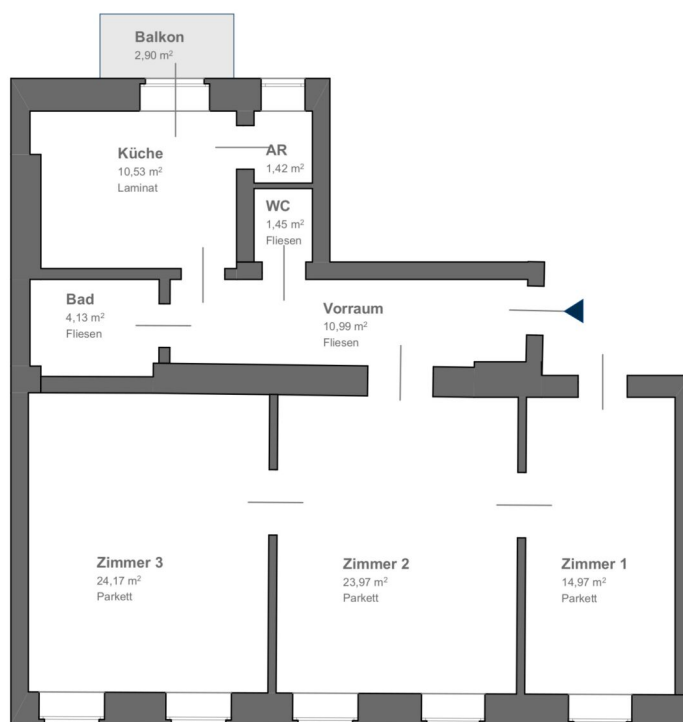 Balkon
2,90 m²
Küche
10,53 m²
Laminat
AR
1,42 m²
WC
1,45 m²
Fliesen
Bad
4,13 m²
Fliesen
Vorraum
10,99 m²
Fliesen
Zimmer 3
24,17 m²
Parkett
Zimmer 2
23,97 m²
Parkett
Zimmer 1
14,97 m²
Parkett